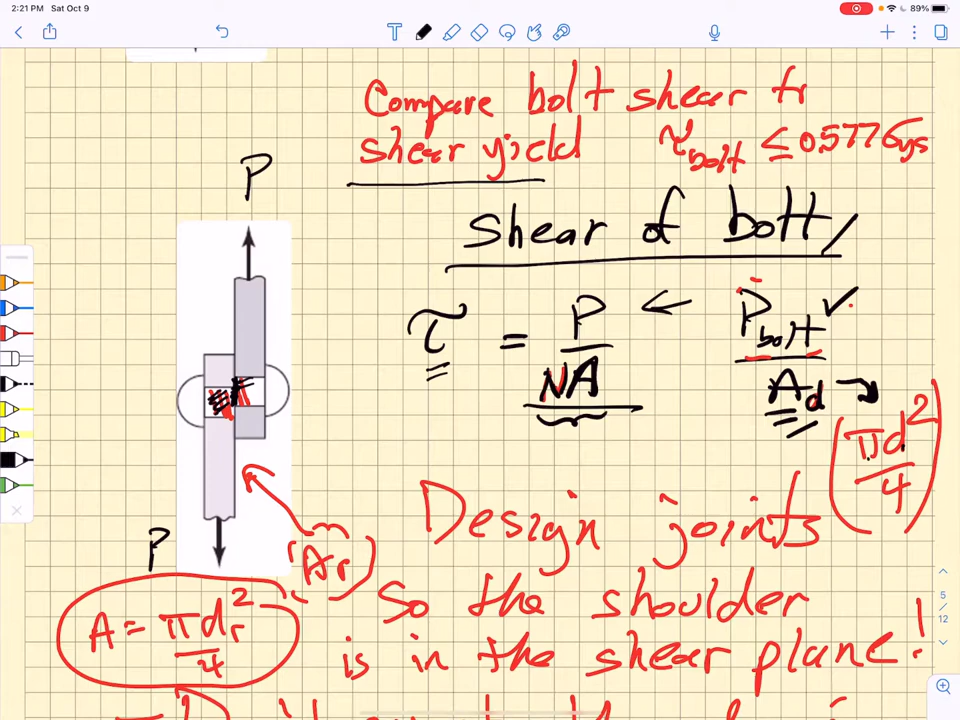 2:21 PM Sat Oct 9
89%
Compare bolt shear to
shear yield τbolt ≤ 0.577σys
P
shear of bolt
τ = P/NA ← Pbolt/Ad → (πd²/4)
Design joints
P
(Ar)
A = πdr²/4
So the shoulder
is in the shear plane!
5
/
12